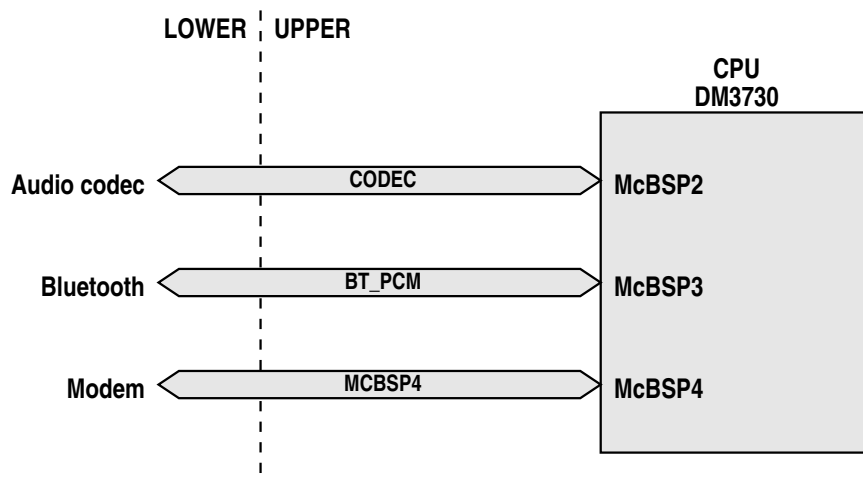 LOWER UPPER
CPU
DM3730
Audio codec CODEC McBSP2
Bluetooth BT_PCM McBSP3
Modem MCBSP4 McBSP4